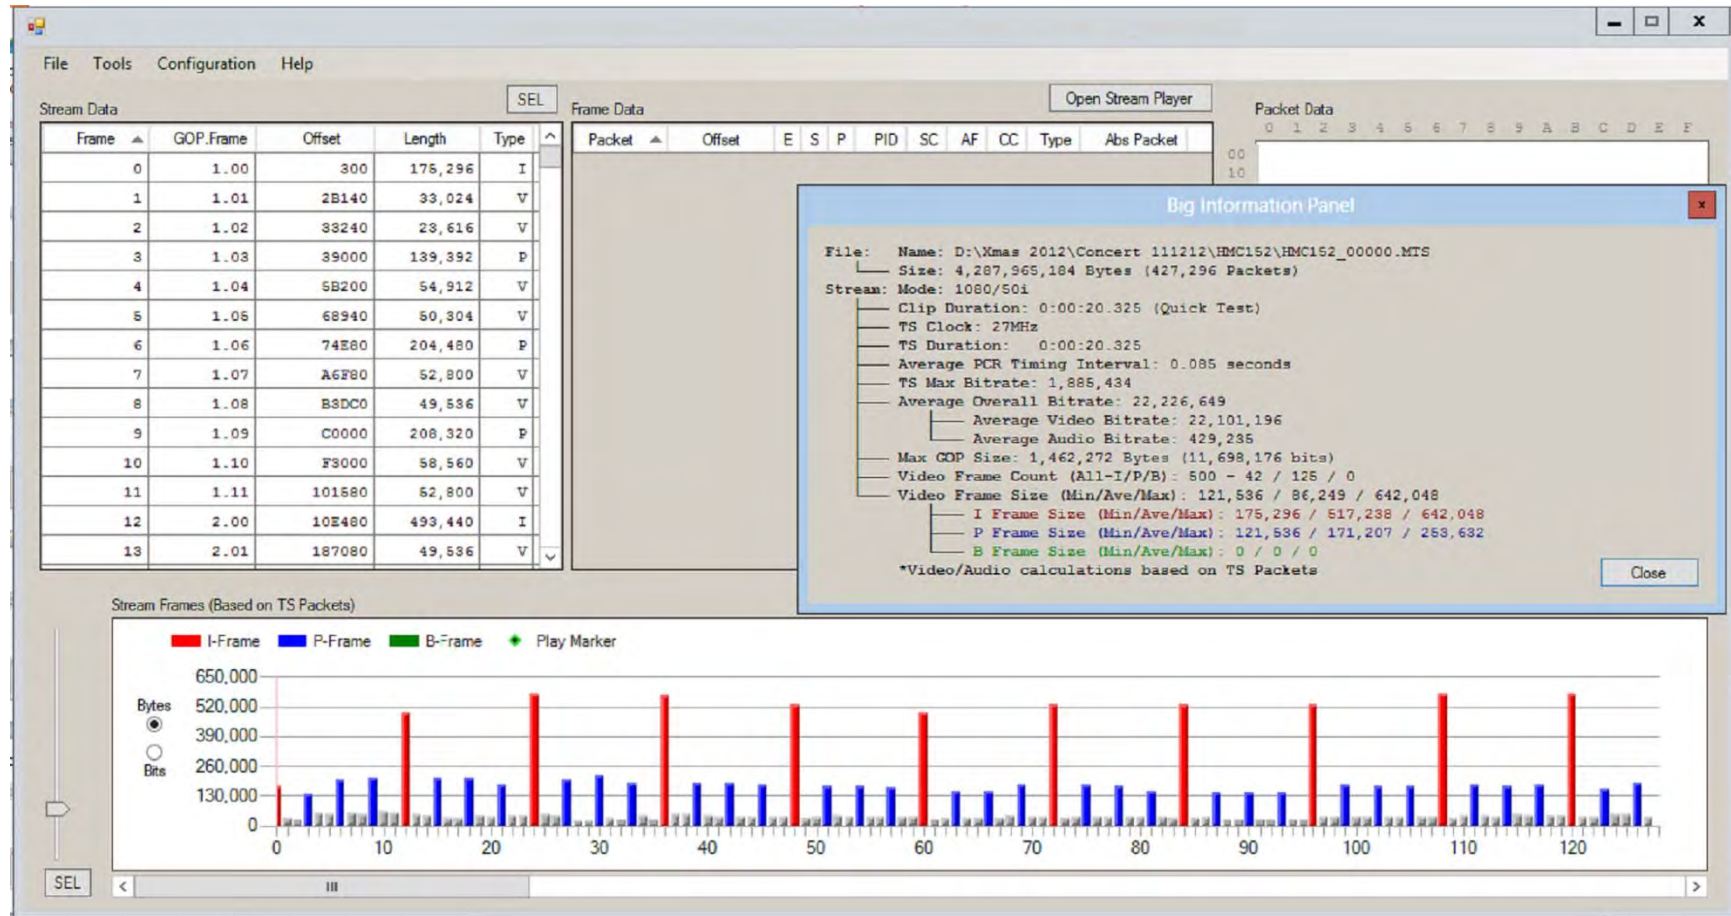 File Tools Configuration Help
Stream Data SEL Frame Data Open Stream Player Packet Data
0 1 2 3 4 5 6 7 8 9 A B C D E F
Frame GOP.Frame Offset Length Type
Packet Offset E S P PID SC AF CC Type Abs Packet
00
10
0 1.00 300 175,296 I
1 1.01 2B140 33,024 V
2 1.02 33240 23,616 V
3 1.03 39000 139,392 P
4 1.04 5B200 54,912 V
5 1.05 68940 50,304 V
6 1.06 74E80 204,480 P
7 1.07 A6F80 52,800 V
8 1.08 B3DC0 49,536 V
9 1.09 C0000 208,320 P
10 1.10 F3000 58,560 V
11 1.11 101580 52,800 V
12 2.00 10E480 493,440 I
13 2.01 187080 49,536 V
Big Information Panel
File: Name: D:\Xmas 2012\Concert 111212\HMC152\HMC152_00000.MTS
Size: 4,287,965,184 Bytes (427,296 Packets)
Stream: Mode: 1080/50i
Clip Duration: 0:00:20.325 (Quick Test)
TS Clock: 27MHz
TS Duration: 0:00:20.325
Average PCR Timing Interval: 0.085 seconds
TS Max Bitrate: 1,885,434
Average Overall Bitrate: 22,226,649
Average Video Bitrate: 22,101,196
Average Audio Bitrate: 429,235
Max GOP Size: 1,462,272 Bytes (11,698,176 bits)
Video Frame Count (All-I/P/B): 500 - 42 / 125 / 0
Video Frame Size (Min/Ave/Max): 121,536 / 86,249 / 642,048
I Frame Size (Min/Ave/Max): 175,296 / 517,238 / 642,048
P Frame Size (Min/Ave/Max): 121,536 / 171,207 / 253,632
B Frame Size (Min/Ave/Max): 0 / 0 / 0
*Video/Audio calculations based on TS Packets
Close
Stream Frames (Based on TS Packets)
I-Frame P-Frame B-Frame Play Marker
650,000
520,000
390,000
260,000
130,000
0
Bytes
Bits
0 10 20 30 40 50 60 70 80 90 100 110 120
SEL